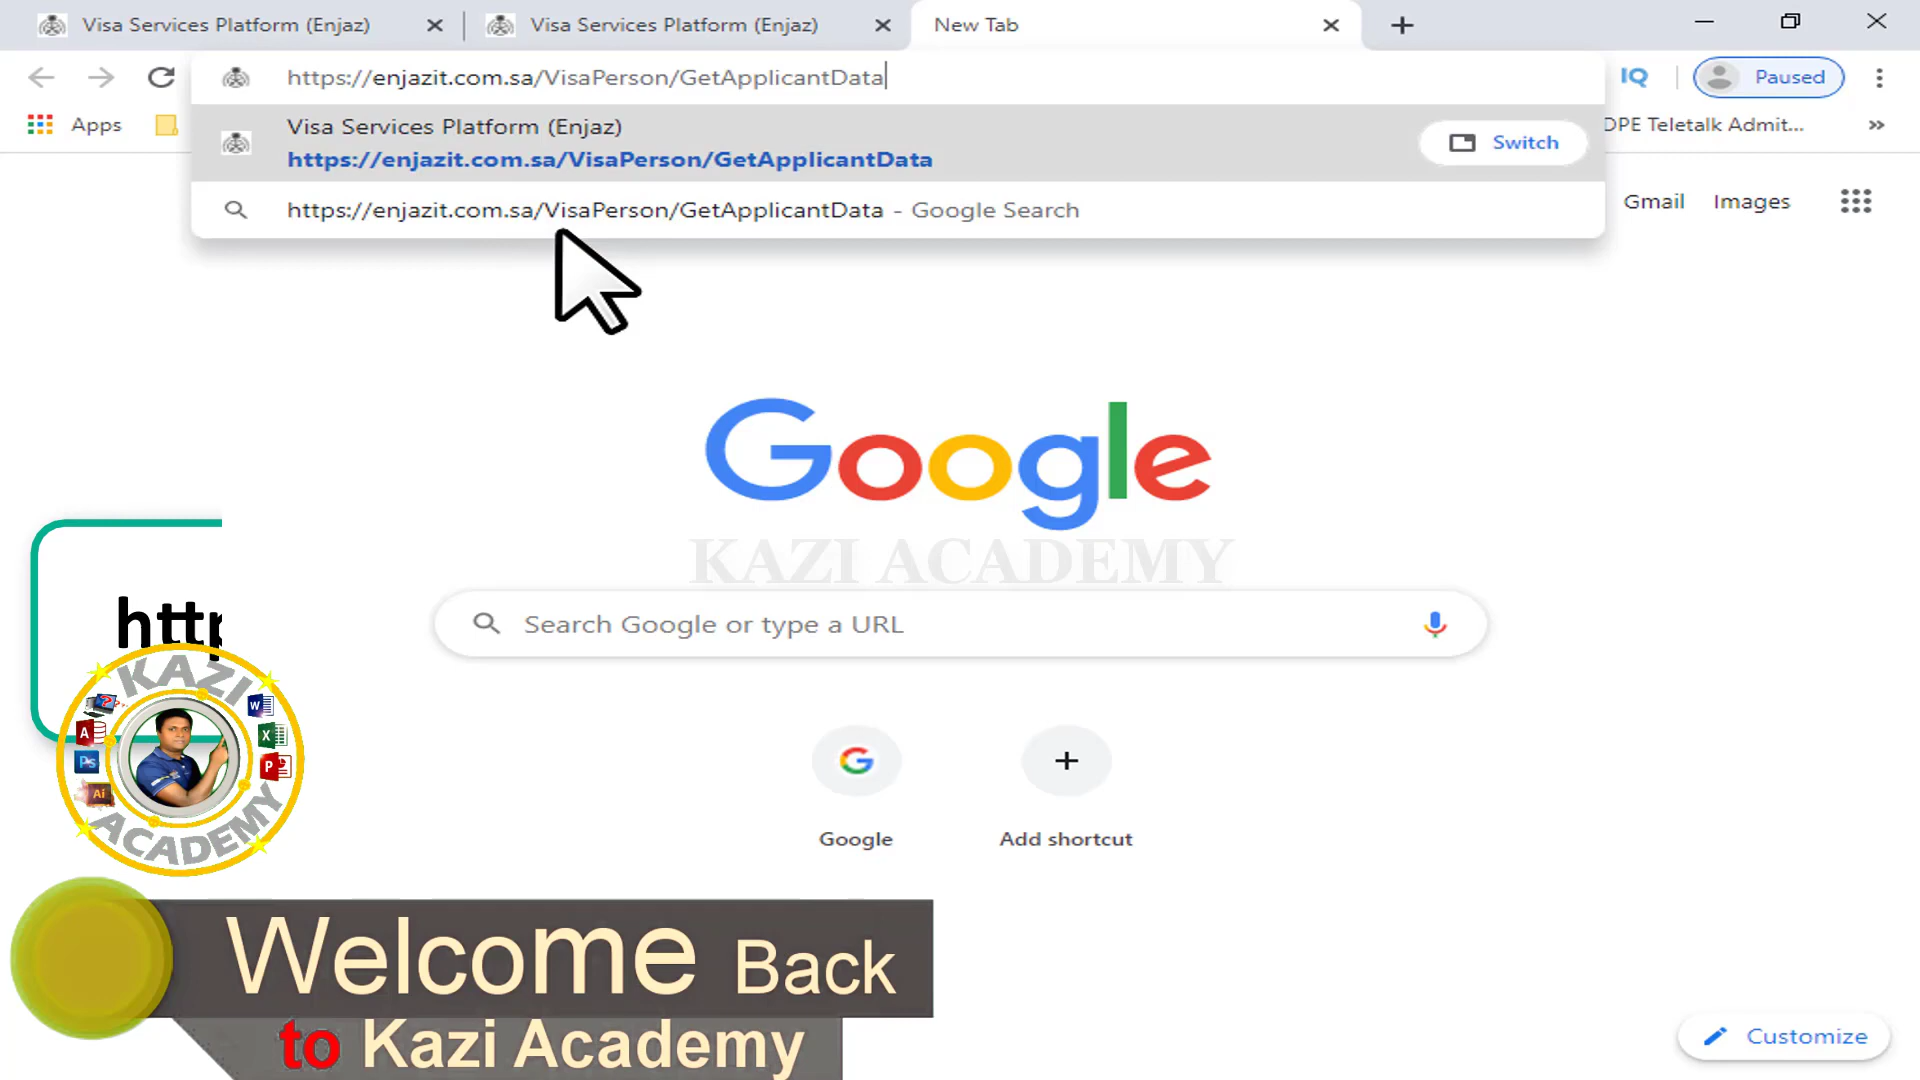 Visa Services Platform (Enjaz)
Visa Services Platform (Enjaz)
New Tab
https://enjazit.com.sa/VisaPerson/GetApplicantData
IQ
Paused
Apps
Visa Services Platform (Enjaz)
https://enjazit.com.sa/VisaPerson/GetApplicantData
Switch
DPE Teletalk Admit...
https://enjazit.com.sa/VisaPerson/GetApplicantData - Google Search
Gmail
Images
Google
KAZI ACADEMY
Search Google or type a URL
http
KAZI
W
A
X
Ps
P
Ai
ACADEMY
Google
Add shortcut
Welcome Back
to Kazi Academy
Customize